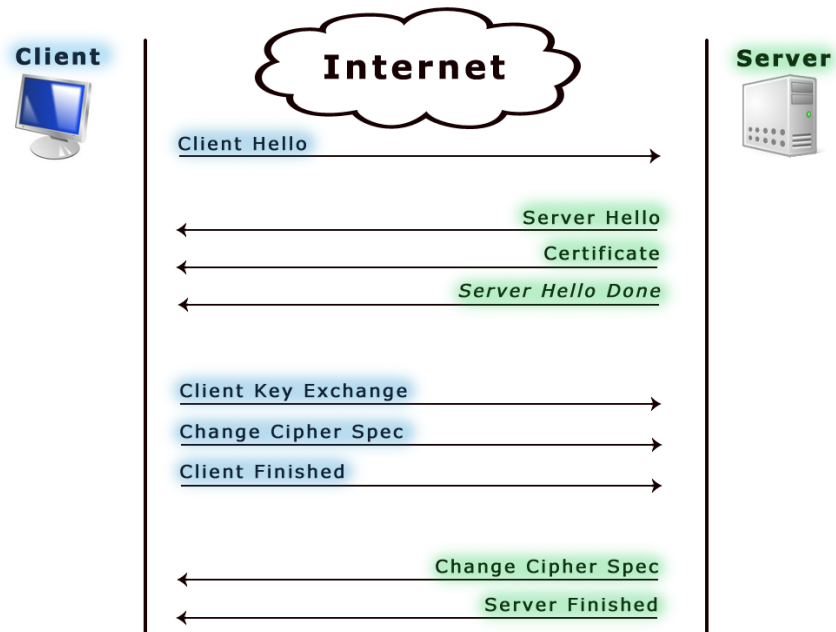 Client
Internet
Server
Client Hello
Server Hello
Certificate
Server Hello Done
Client Key Exchange
Change Cipher Spec
Client Finished
Change Cipher Spec
Server Finished